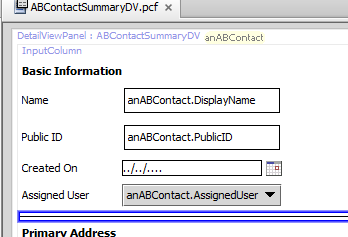 ABContactSummaryDV.pcf
DetailViewPanel : ABContactSummaryDV anABContact
InputColumn
Basic Information
Name anABContact.DisplayName
Public ID anABContact.PublicID
Created On ../../....
Assigned User anABContact.AssignedUser
Primary Address